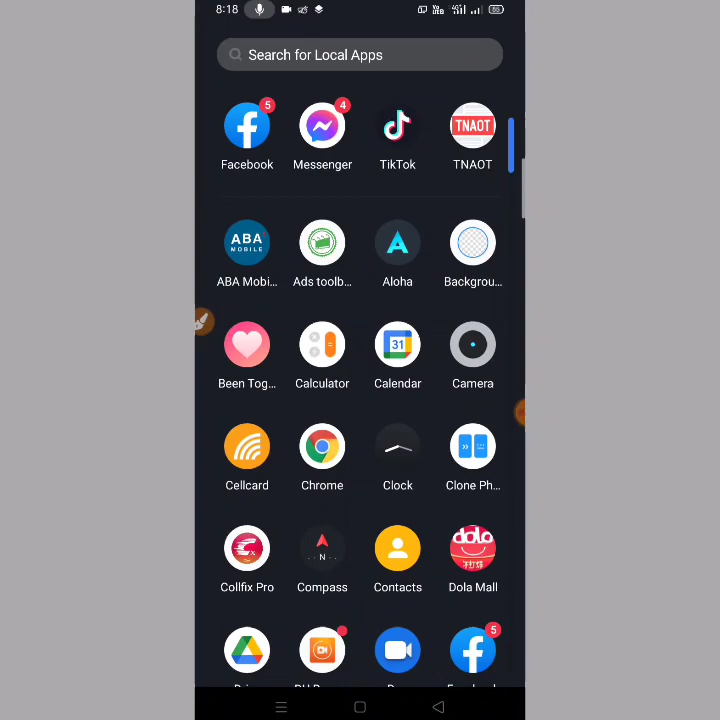 8:18
Search for Local Apps
5
4
TNAOT
Facebook Messenger TikTok TNAOT
ABA
MOBILE
ABA Mobi... Ads toolb... Aloha Backgrou...
31
Been Tog... Calculator Calendar Camera
Cellcard Chrome Clock Clone Ph...
N
dolo
Collfix Pro Compass Contacts Dola Mall
5